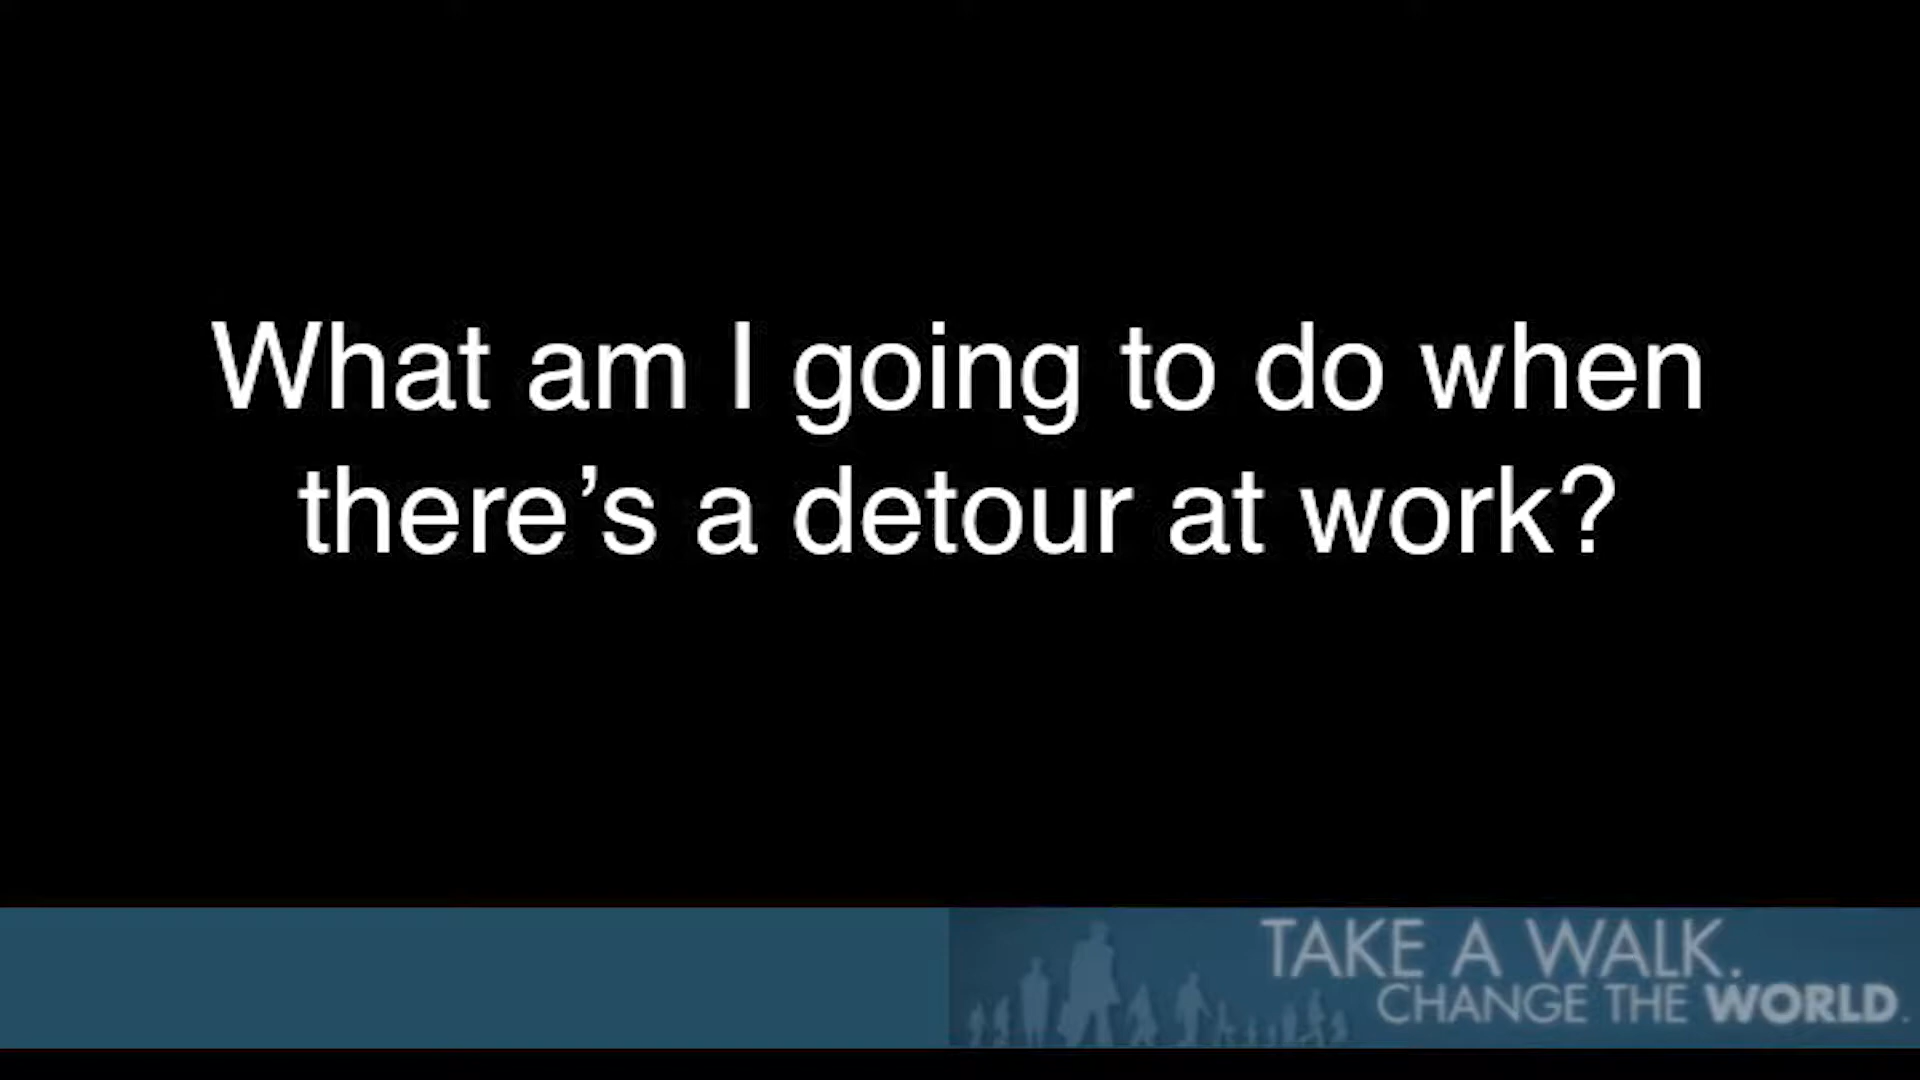 What am I going to do when
there’s a detour at work?
TAKE A WALK.
CHANGE THE WORLD.